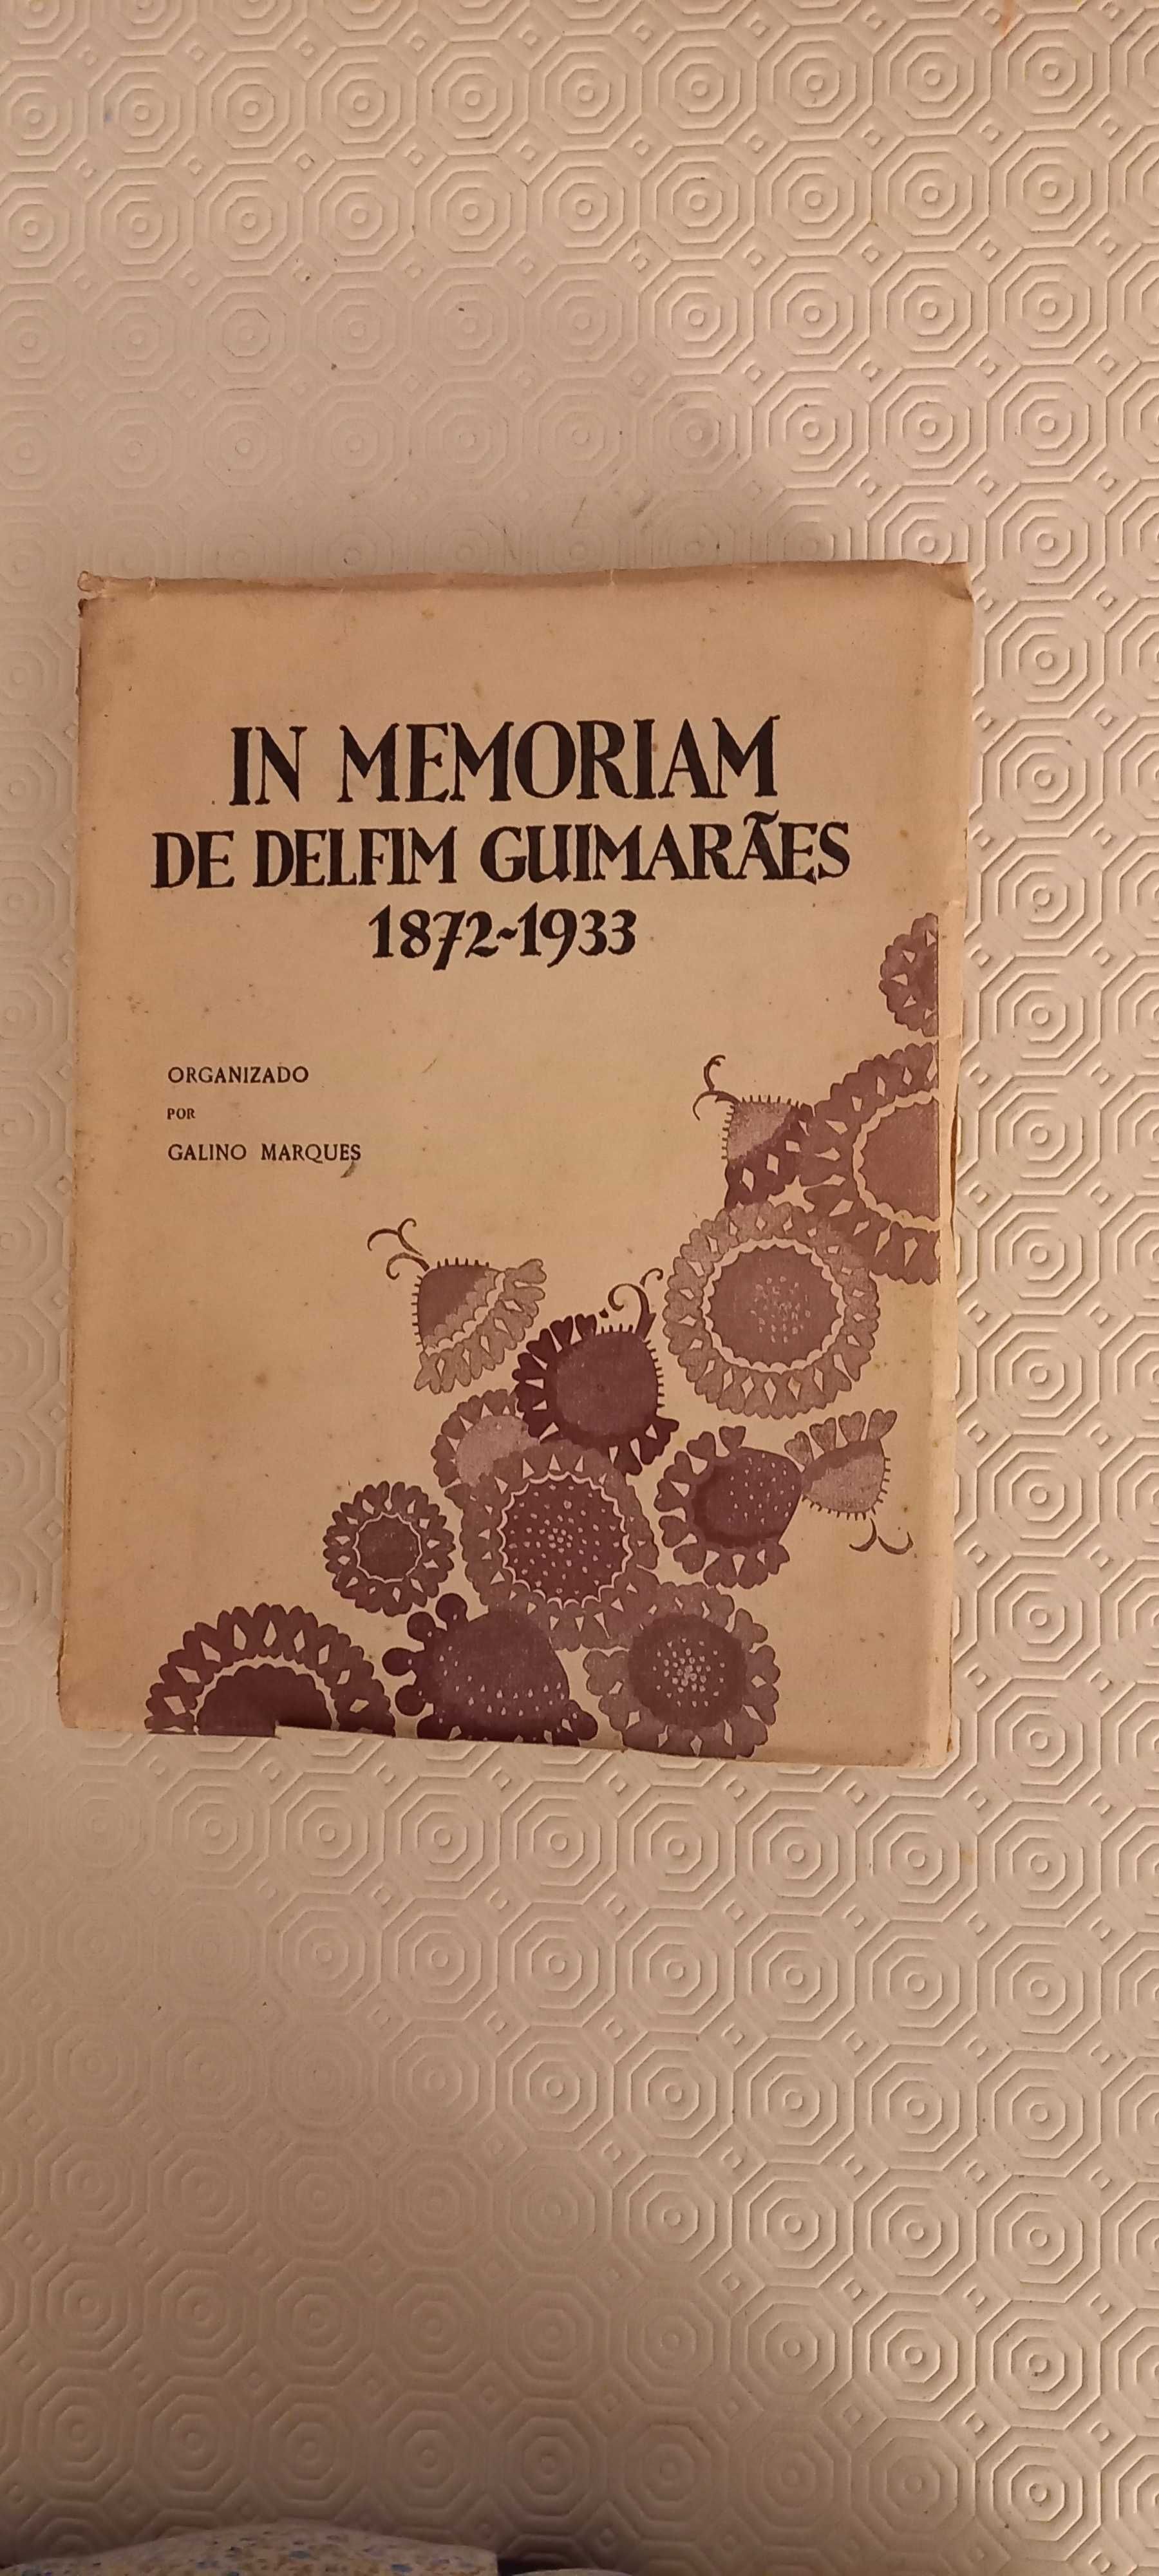 IN MEMORIAM
DE DELFIM GUIMARÃES
1872-1933
ORGANIZADO
POR
GALINO MARQUES